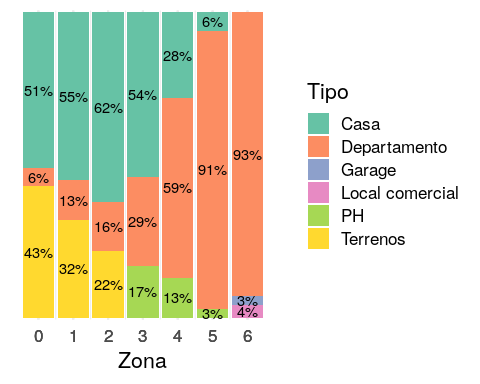 6%
28%
51%
55%
54%
62%
93%
91%
6%
59%
13%
16%
29%
43%
32%
22%
17%
13%
3%
3%
4%
0 1 2 3 4 5 6
Zona
Tipo
Casa
Departamento
Garage
Local comercial
PH
Terrenos